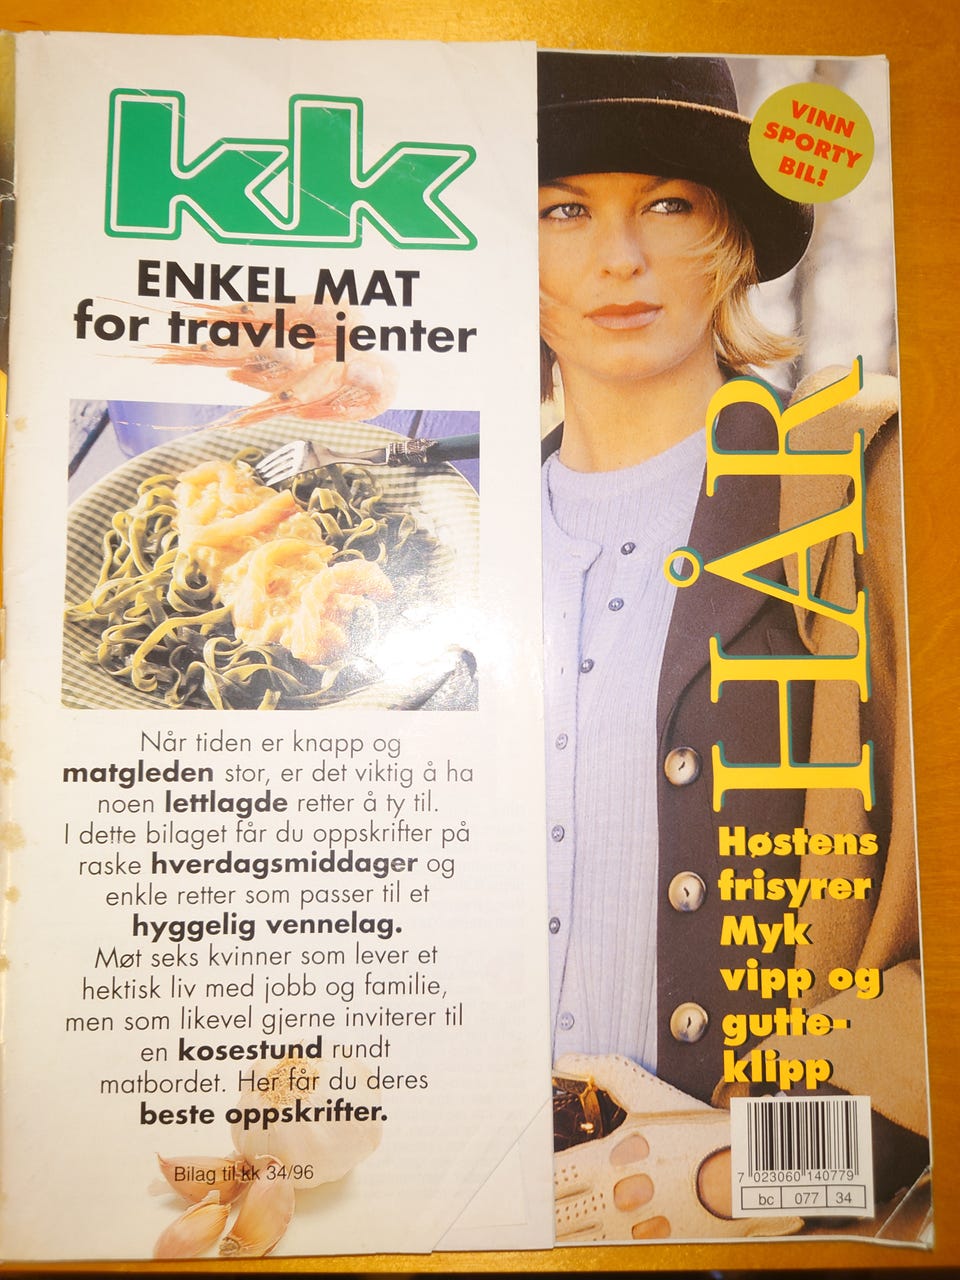 kk
ENKEL MAT
for travle jenter
Når tiden er knapp og
matgleden stor, er det viktig å ha
noen lettlagde retter å ty til.
I dette bilaget får du oppskrifter på
raske hverdagsmiddager og
enkle retter som passer til et
hyggelig vennelag.
Møt seks kvinner som lever et
hektisk liv med jobb og familie,
men som likevel gjerne inviterer til
en kosestund rundt
matbordet. Her får du deres
beste oppskrifter.
Bilag til kk 34/96
VINN
SPORTY
BIL!
HÅR
Høstens
frisyrer
Myk
vipp og
gutte-
klipp
7 023060 140779
bc 077 34